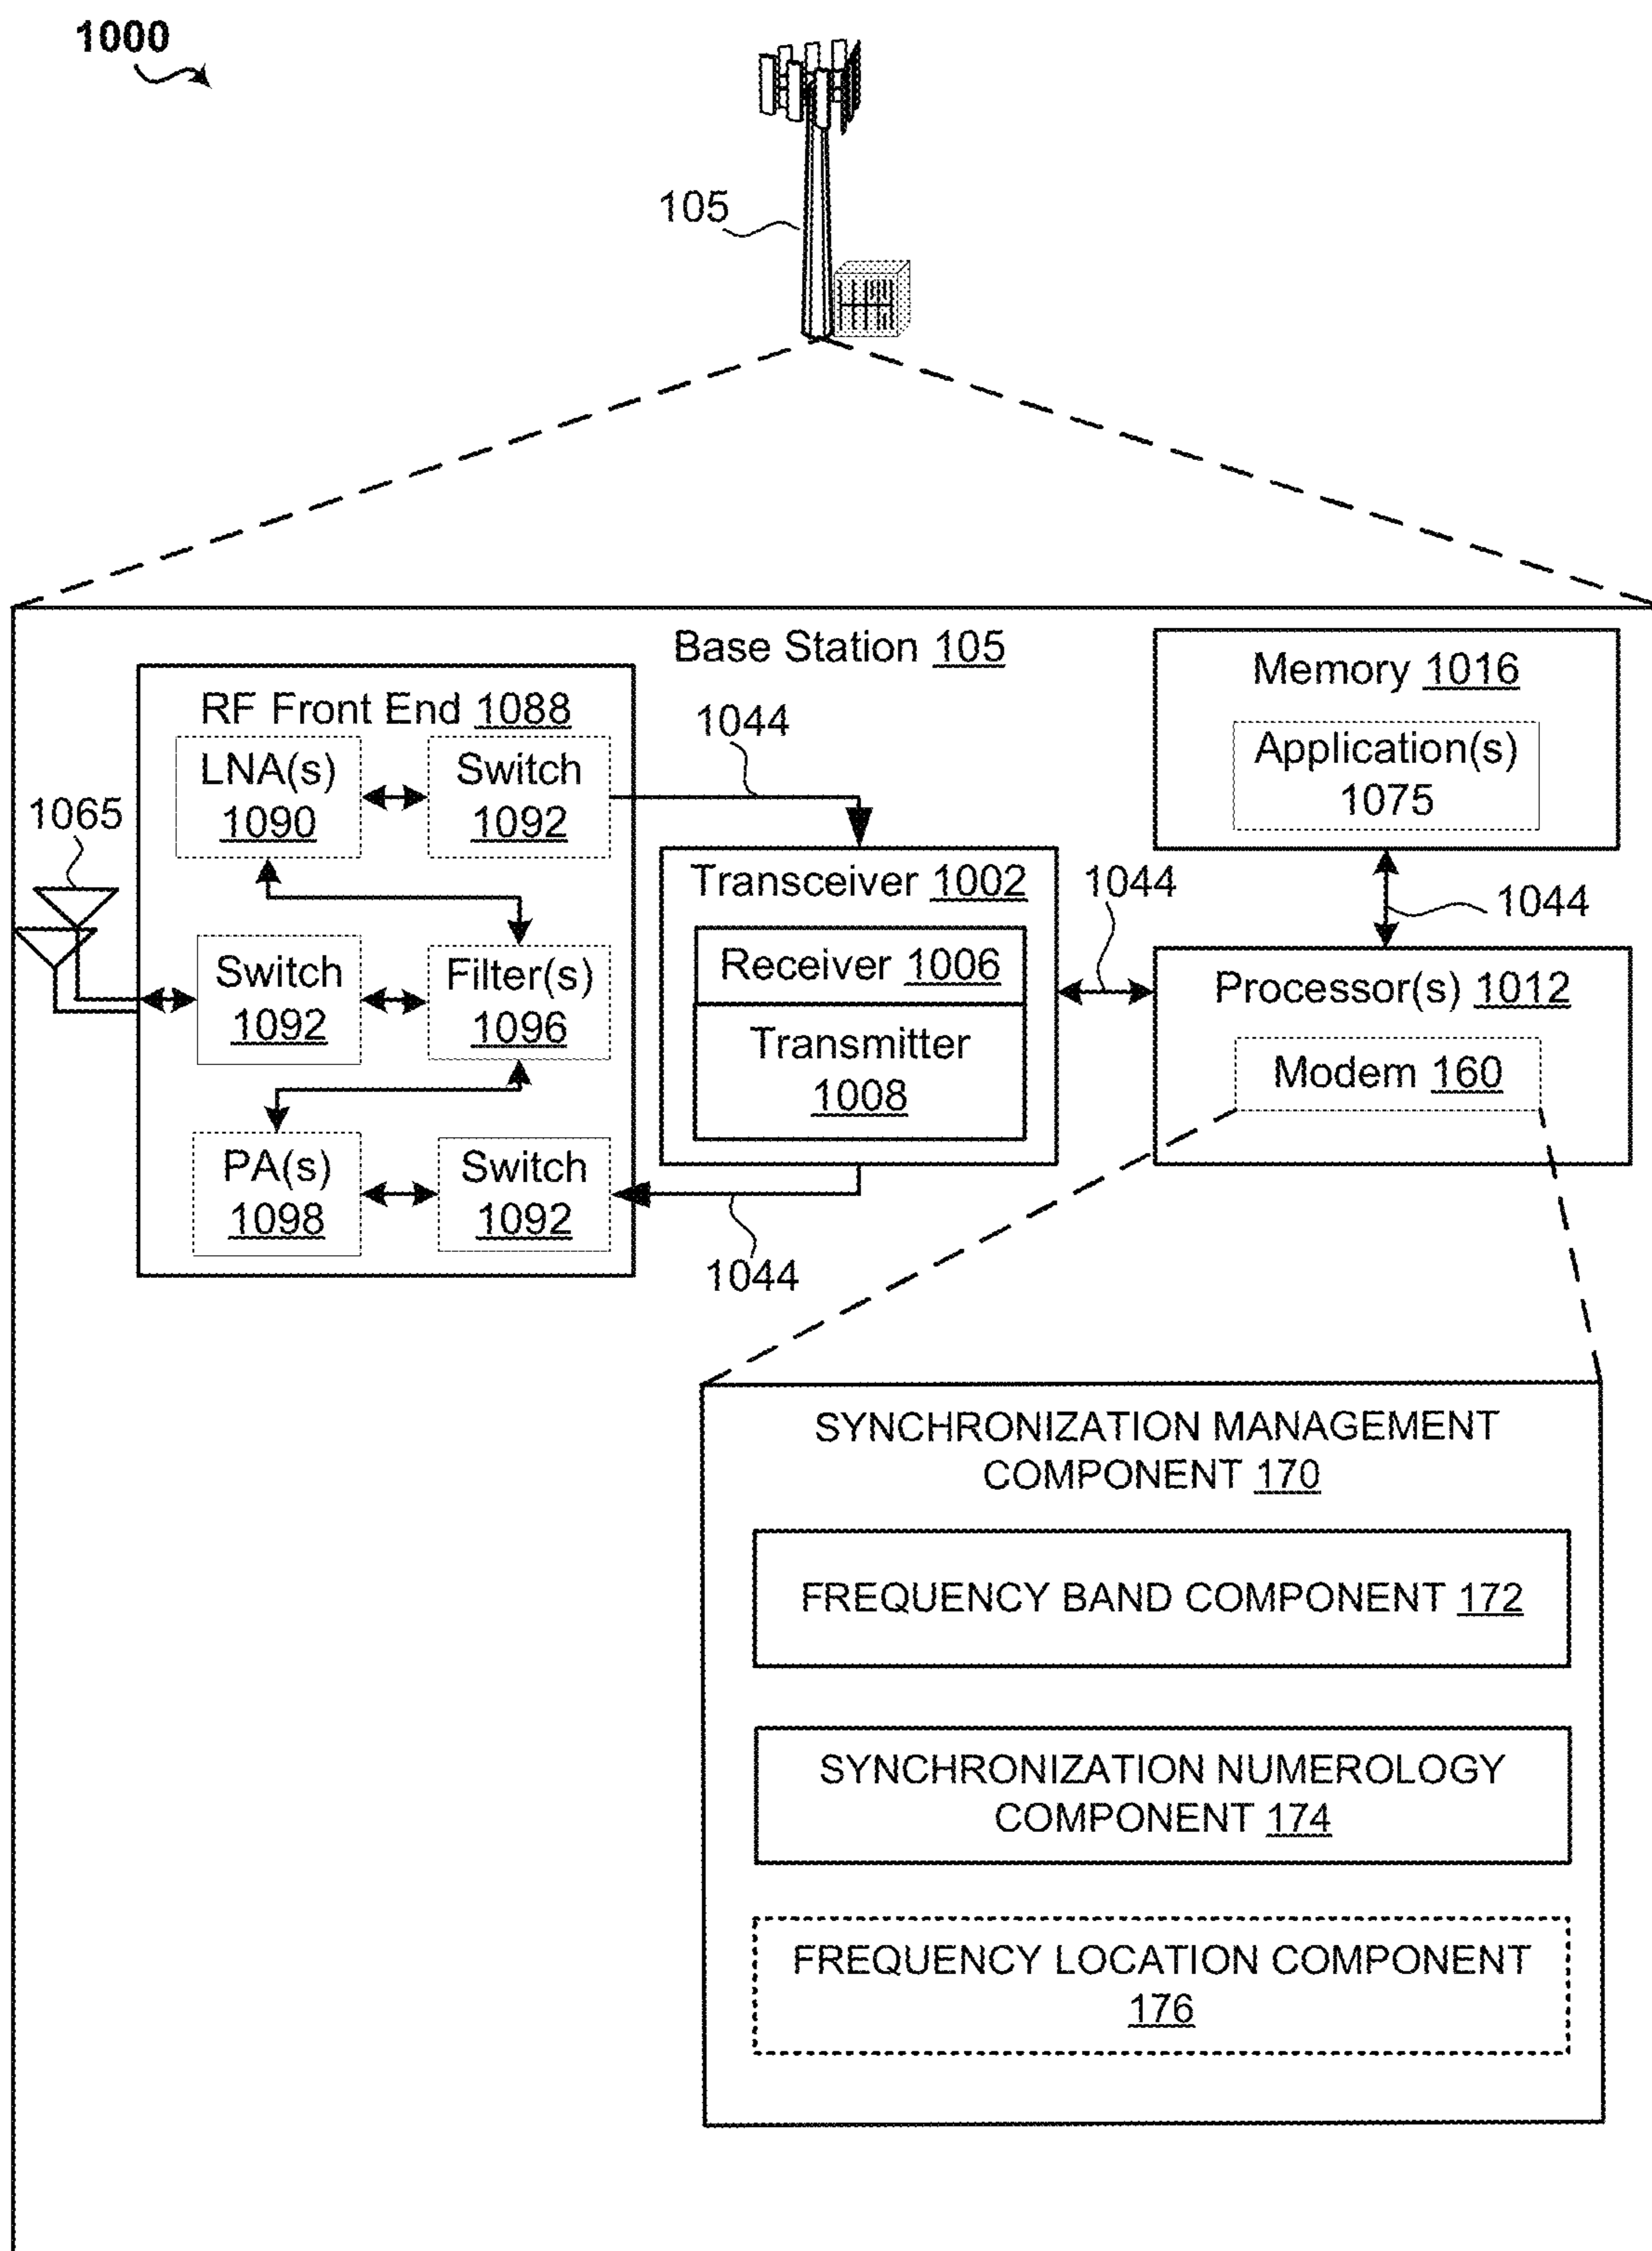 1000
105
Base Station 105
RF Front End 1088
LNA(s)
1090
Switch
1092
1044
1065
Switch
1092
Filter(s)
1096
PA(s)
1098
Switch
1092
1044
Transceiver 1002
Receiver 1006
Transmitter
1008
1044
Memory 1016
Application(s)
1075
1044
Processor(s) 1012
Modem 160
SYNCHRONIZATION MANAGEMENT
COMPONENT 170
FREQUENCY BAND COMPONENT 172
SYNCHRONIZATION NUMEROLOGY
COMPONENT 174
FREQUENCY LOCATION COMPONENT
176